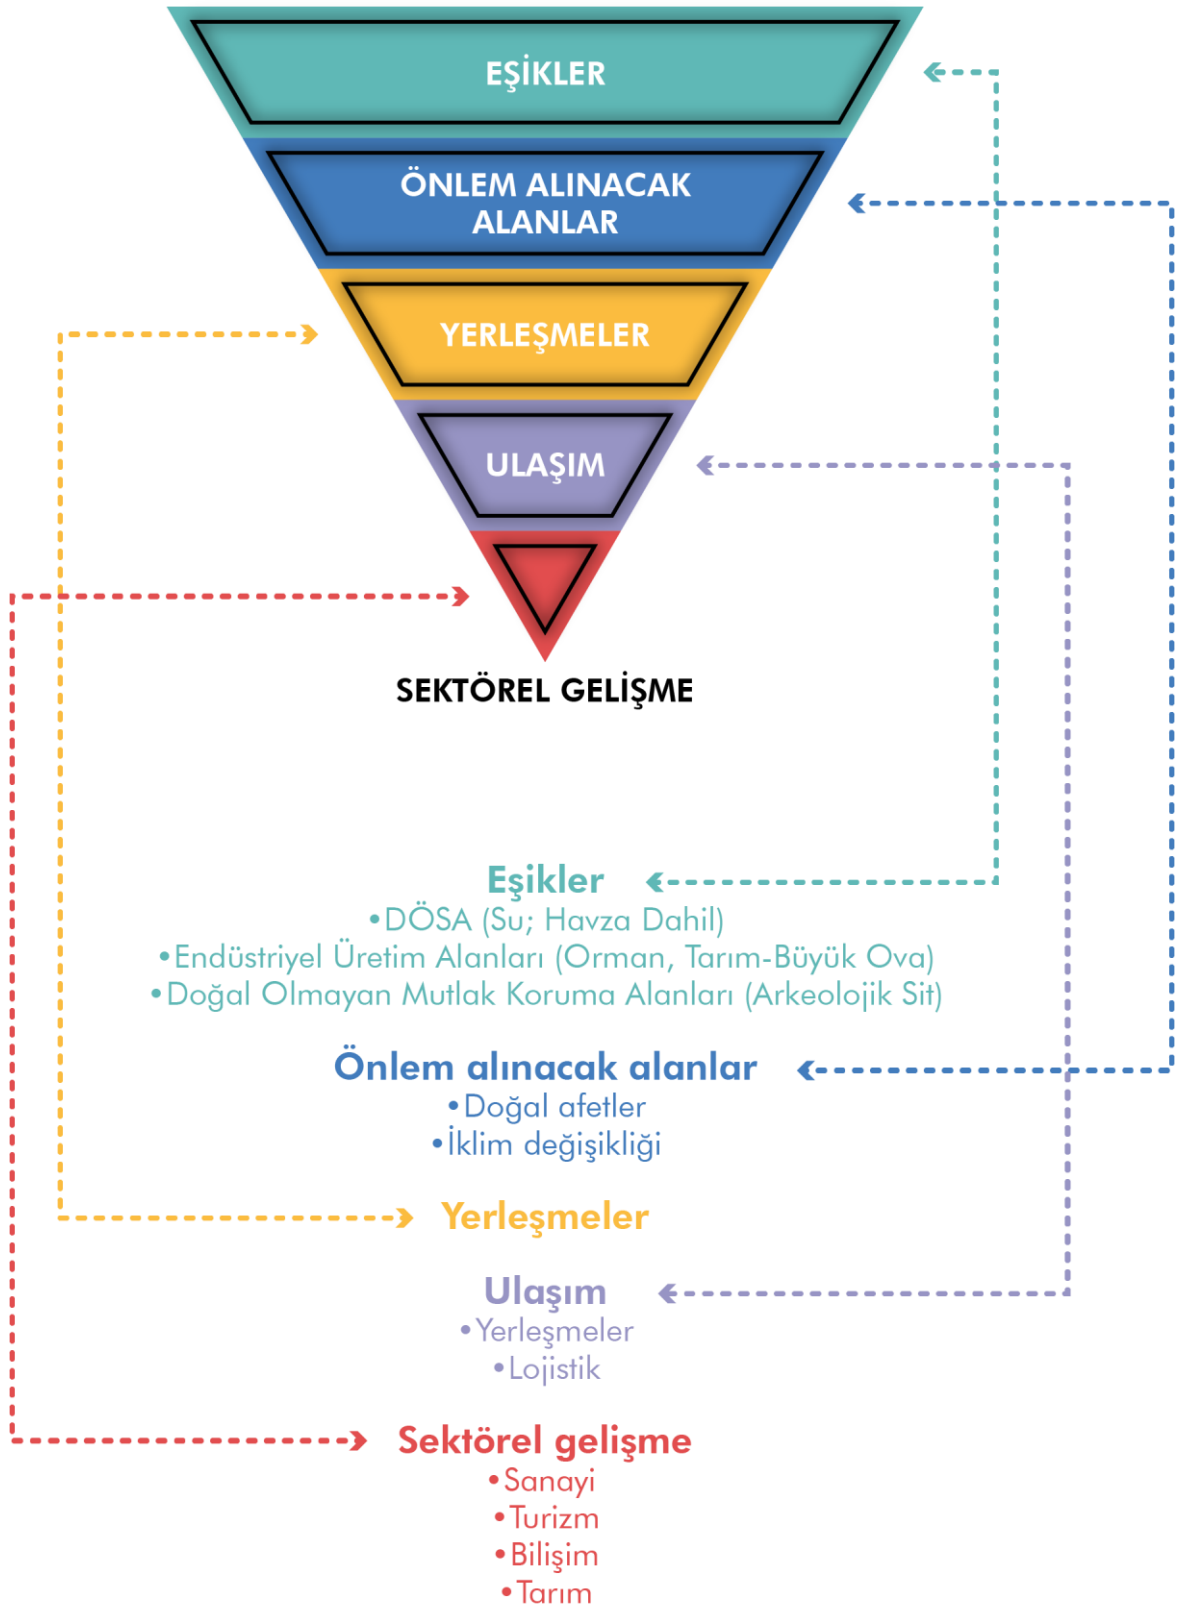 EŞİKLER
ÖNLEM ALINACAK
ALANLAR
YERLEŞMELER
ULAŞIM
SEKTÖREL GELİŞME
Eşikler
•DÖSA (Su; Havza Dahil)
•Endüstriyel Üretim Alanları (Orman, Tarım-Büyük Ova)
•Doğal Olmayan Mutlak Koruma Alanları (Arkeolojik Sit)
Önlem alınacak alanlar
•Doğal afetler
•İklim değişikliği
Yerleşmeler
Ulaşım
•Yerleşmeler
•Lojistik
Sektörel gelişme
•Sanayi
•Turizm
•Bilişim
•Tarım